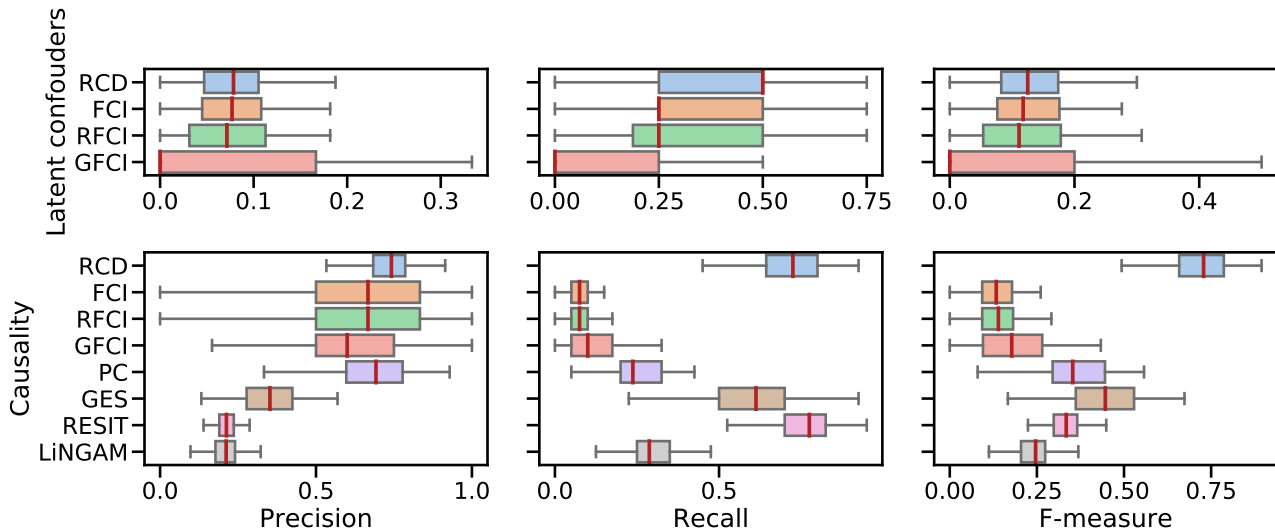 Latent confouders
RCD
FCI
RFCI
GFCI
0.0 0.1 0.2 0.3
0.00 0.25 0.50 0.75
0.0 0.2 0.4
Causality
RCD
FCI
RFCI
GFCI
PC
GES
RESIT
LiNGAM
0.0 0.5 1.0
Precision
0.0 0.5
Recall
0.00 0.25 0.50 0.75
F-measure